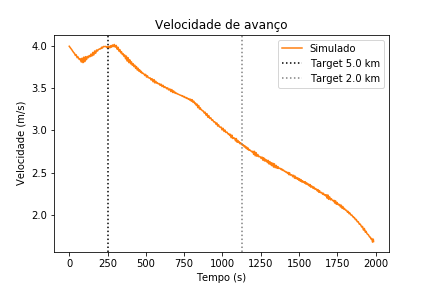 Velocidade de avanço
Simulado
Target 5.0 km
Target 2.0 km
Velocidade (m/s)
4.0
3.5
3.0
2.5
2.0
0 250 500 750 1000 1250 1500 1750 2000
Tempo (s)